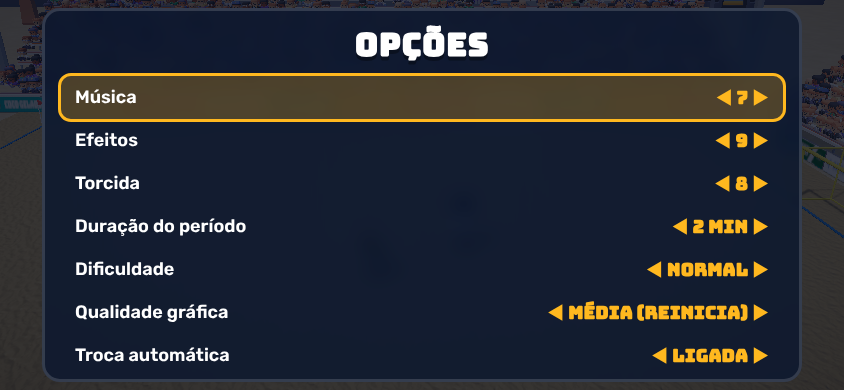 OPÇÕES
Música ◀ 7 ▶
Efeitos ◀ 9 ▶
Torcida ◀ 8 ▶
Duração do período ◀ 2 MIN ▶
Dificuldade ◀ NORMAL ▶
Qualidade gráfica ◀ MÉDIA (REINICIA) ▶
Troca automática ◀ LIGADA ▶